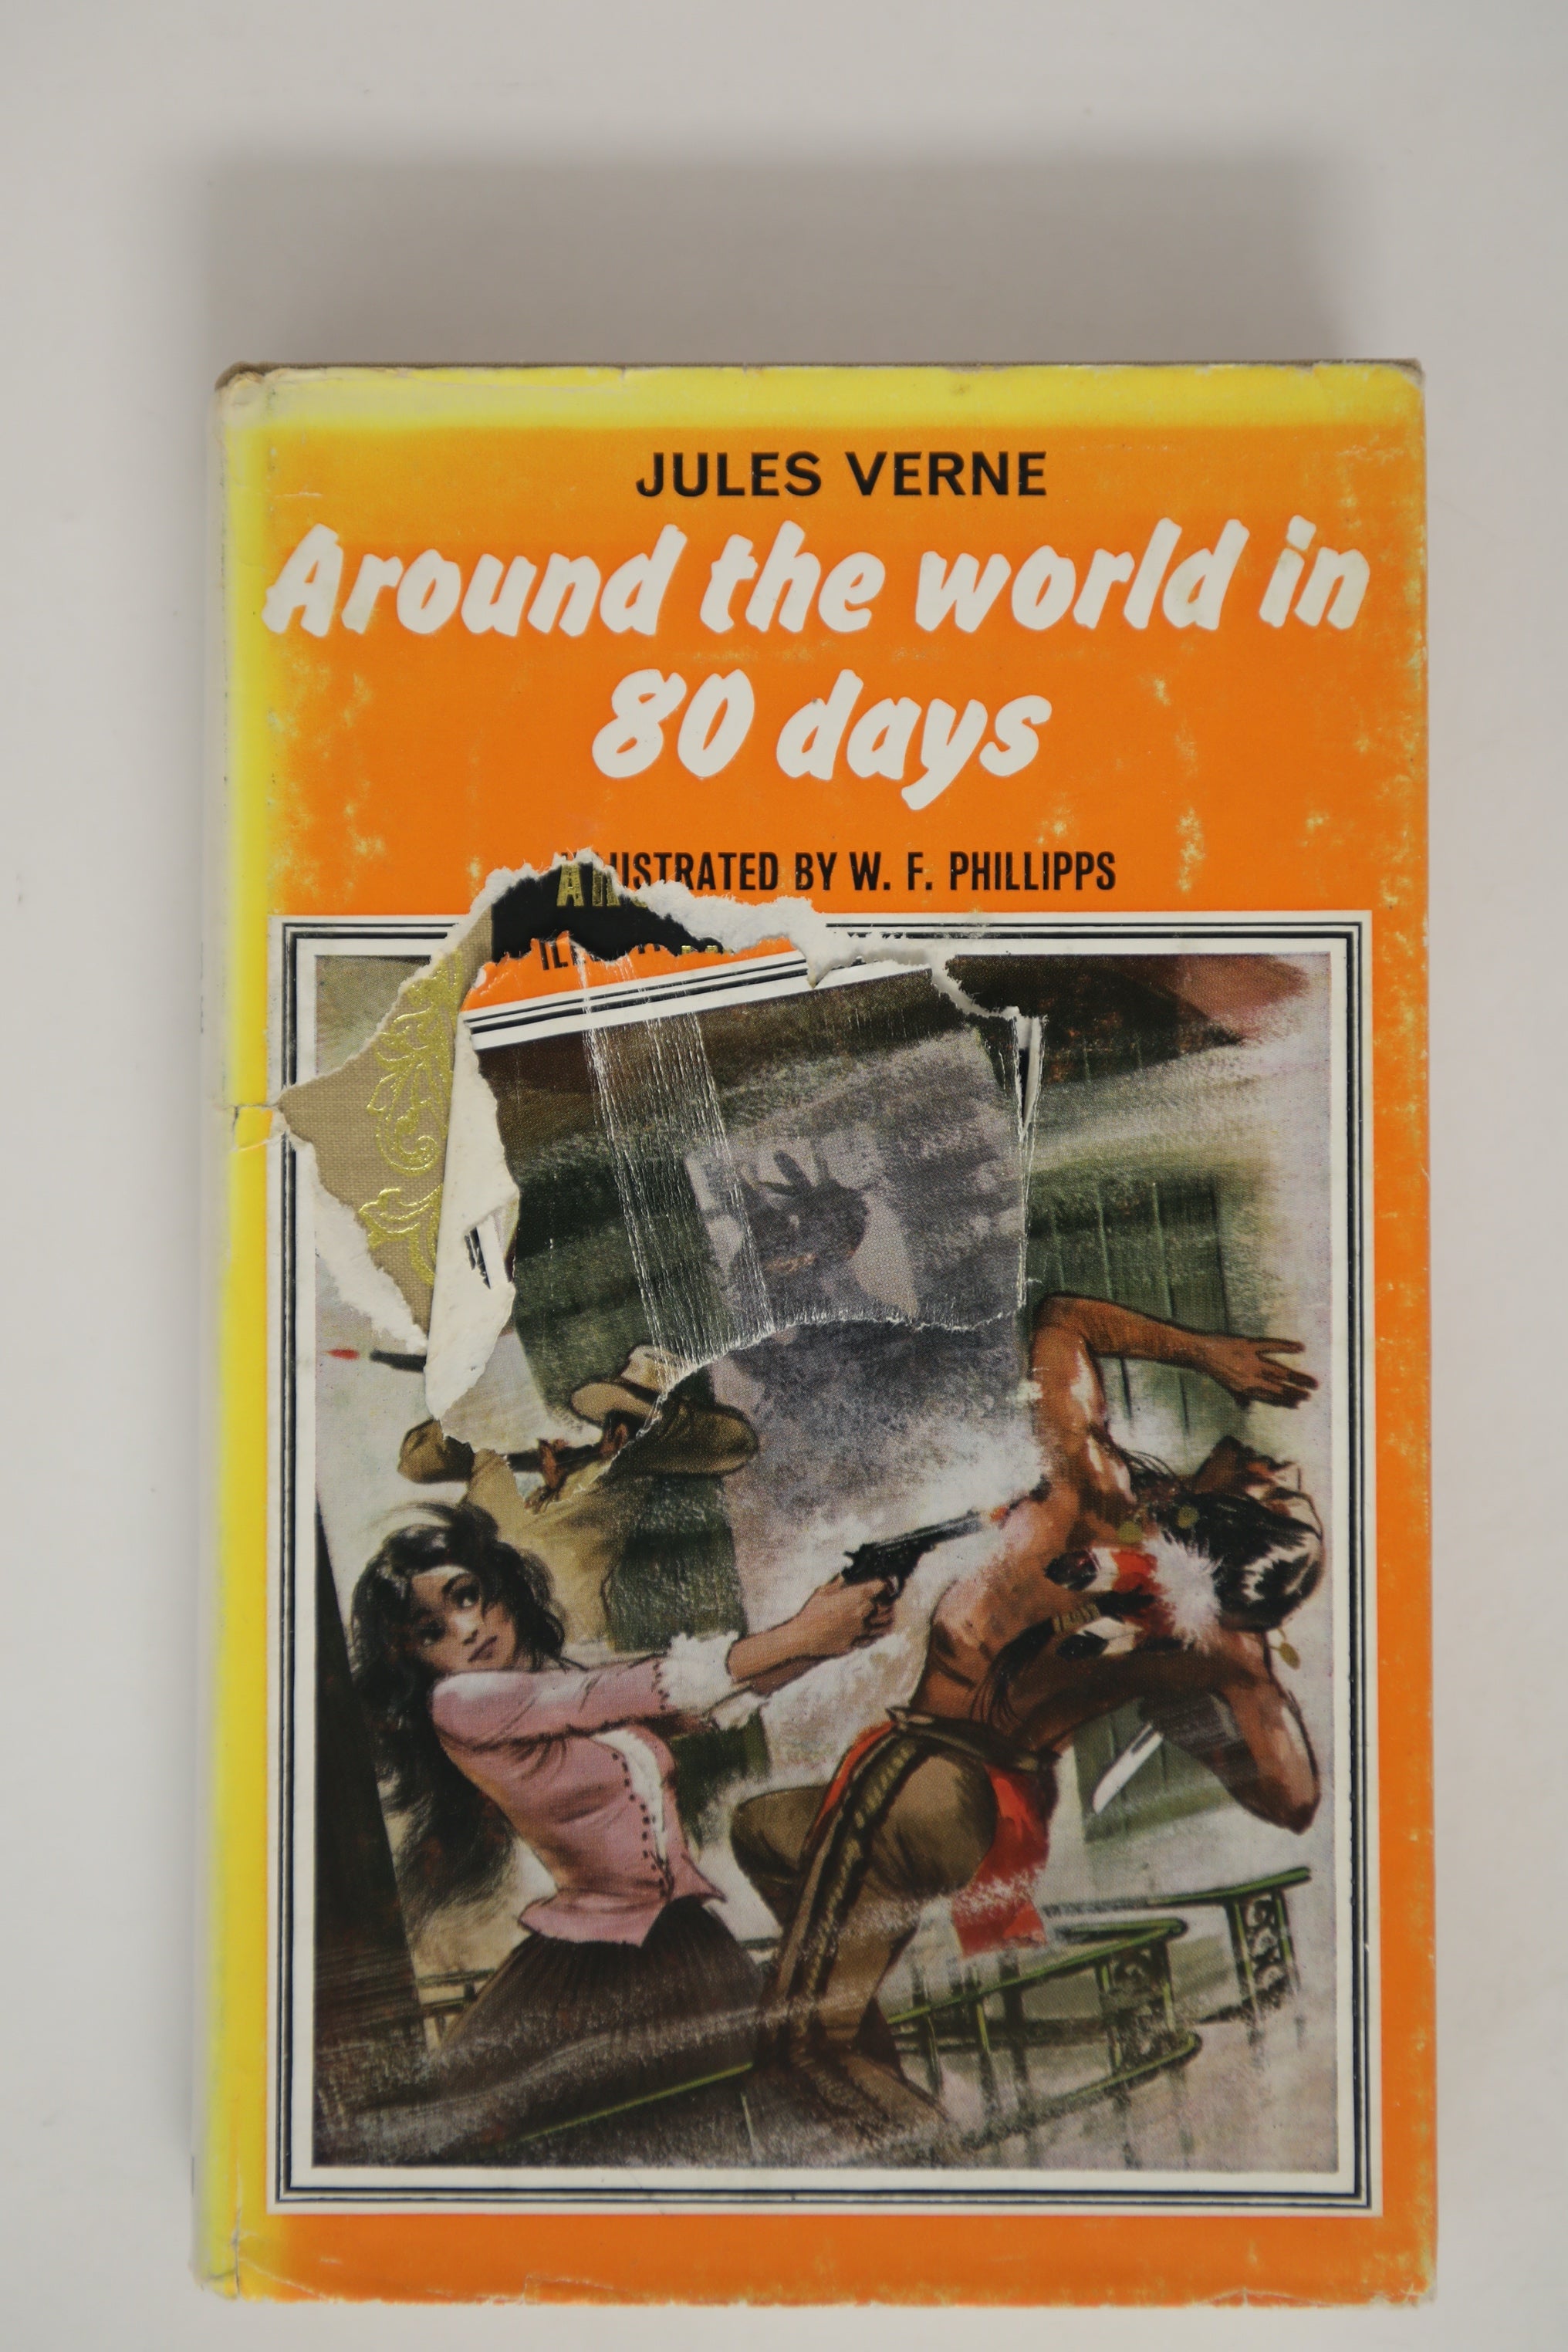 JULES VERNE
Around the world in
80 days
ILLUSTRATED BY W. F. PHILLIPPS